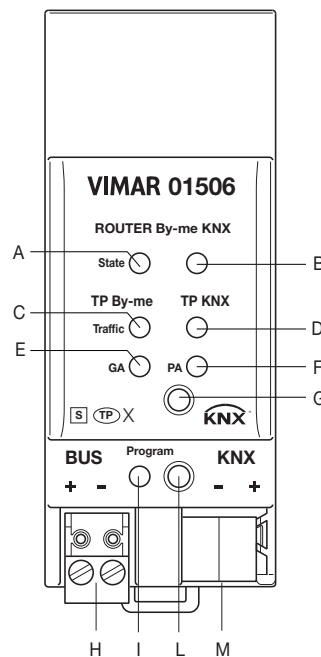 VIMAR 01506
ROUTER By-me KNX
A State B
TP By-me TP KNX
C Traffic D
E GA PA F
G
S TP X KNX
BUS Program KNX
+ - - +
H I L M